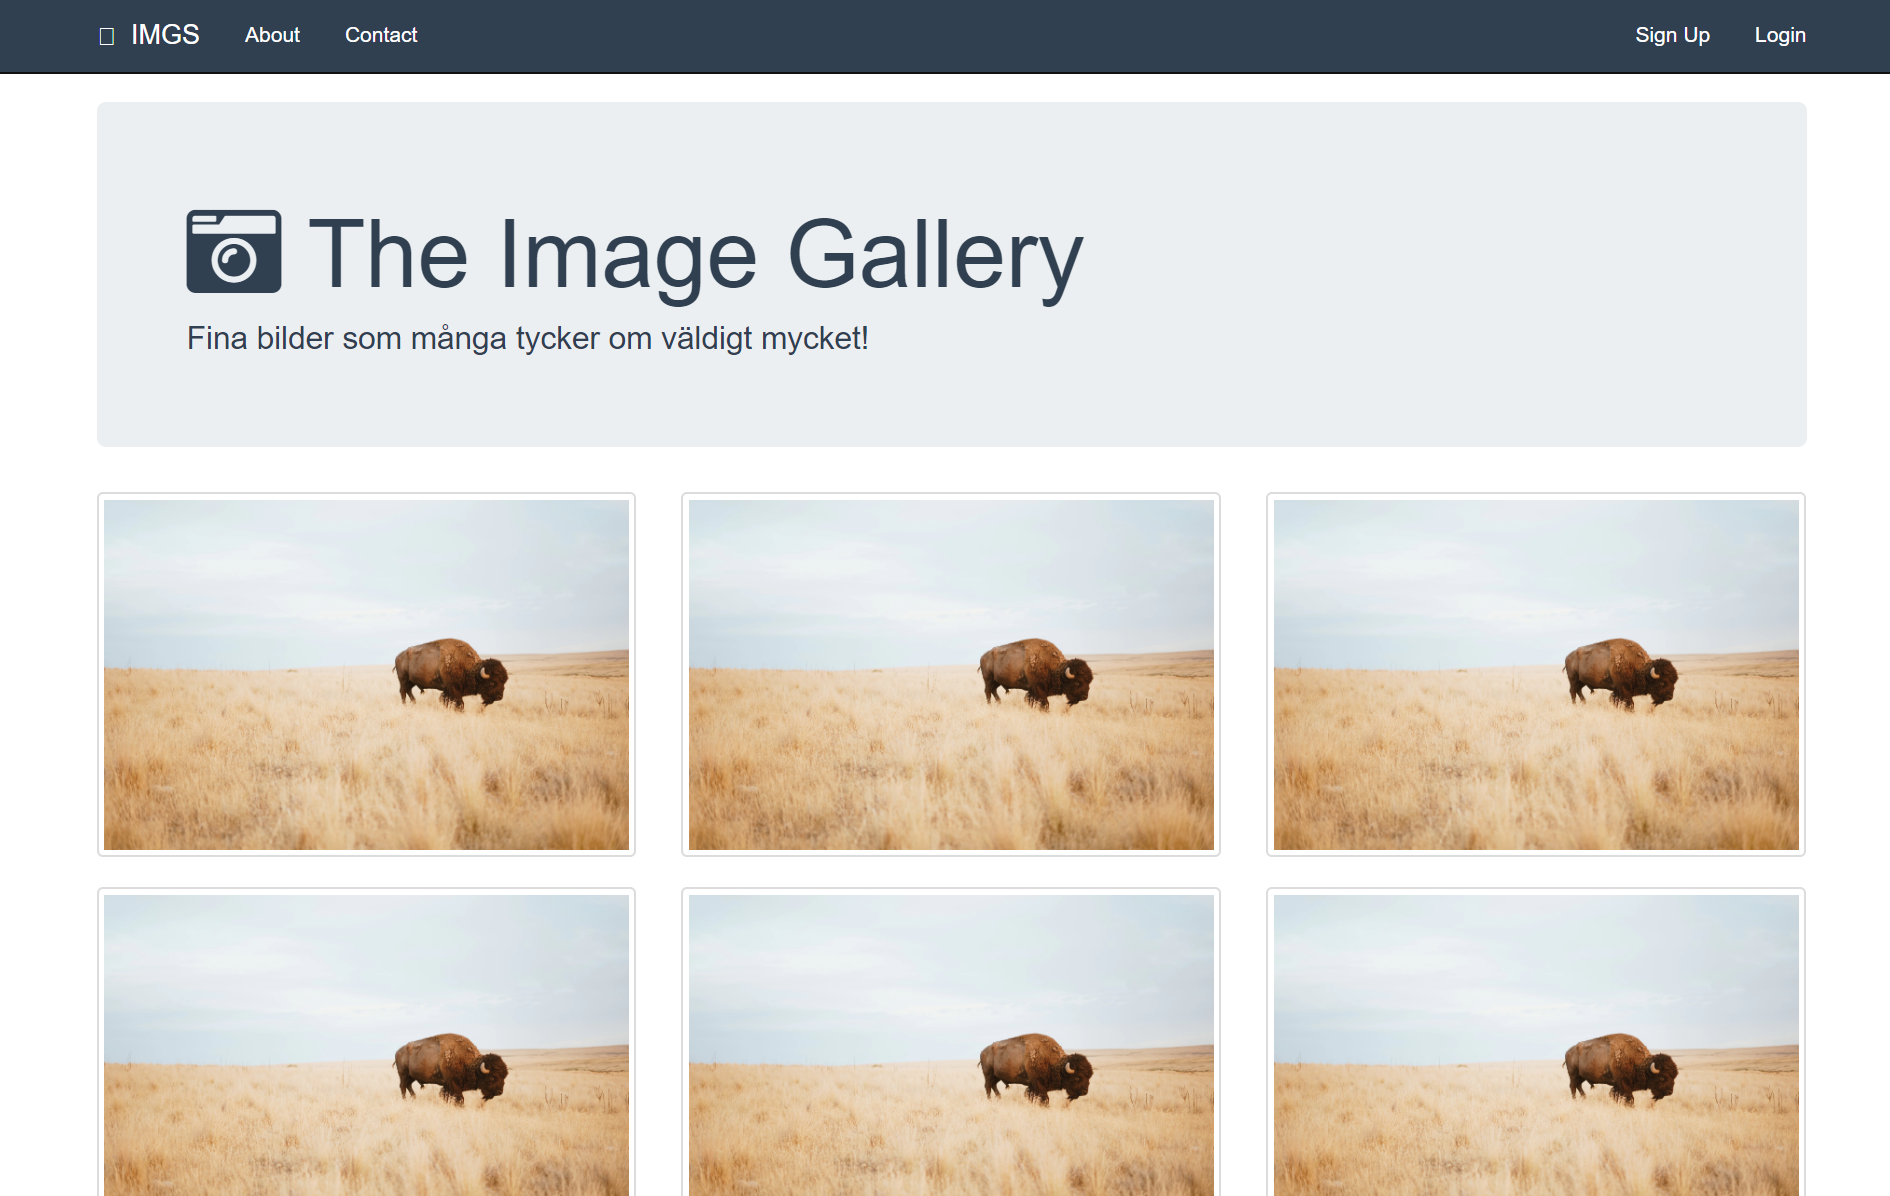 IMGS About Contact Sign Up Login
The Image Gallery
Fina bilder som många tycker om väldigt mycket!